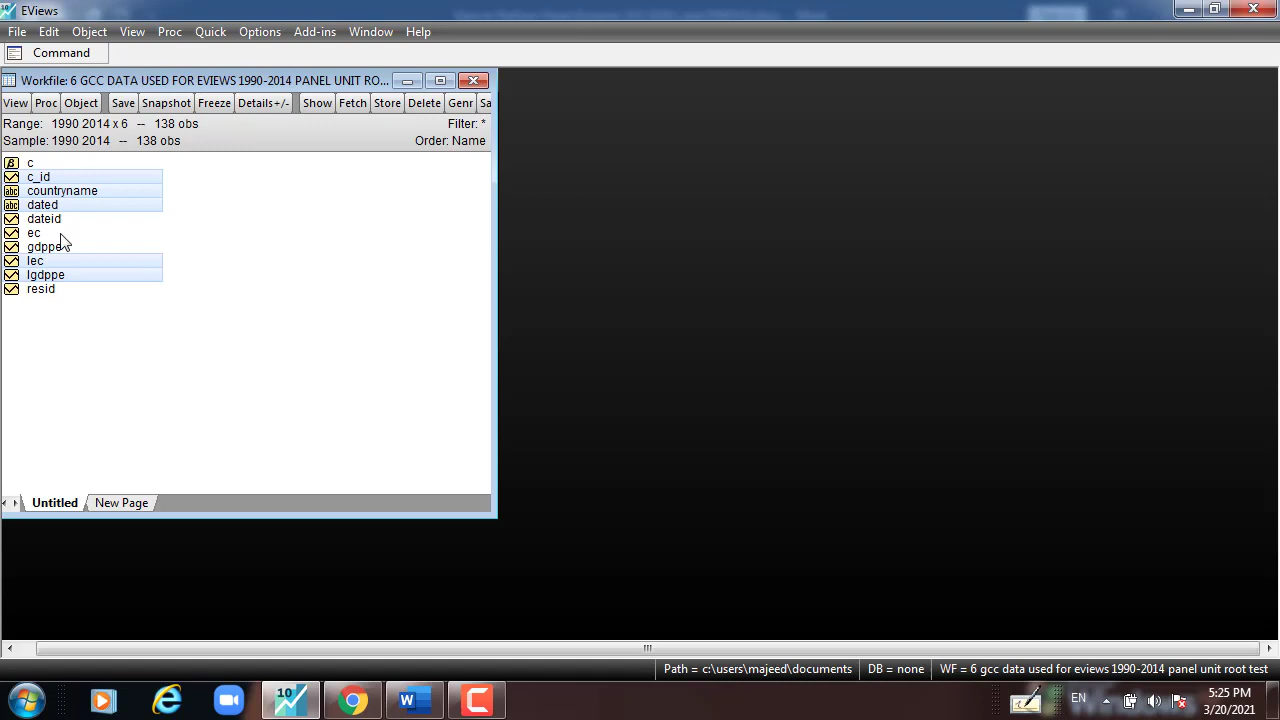 10 EViews
File Edit Object View Proc Quick Options Add-ins Window Help
Command
Workfile: 6 GCC DATA USED FOR EVIEWS 1990-2014 PANEL UNIT RO...
View Proc Object Save Snapshot Freeze Details+/- Show Fetch Store Delete Genr Sa
Range: 1990 2014 x 6 -- 138 obs Filter: *
Sample: 1990 2014 -- 138 obs Order: Name
β c
c_id
abc countryname
abc dated
dateid
ec
gdppe
lec
lgdppe
resid
Untitled New Page
Path = c:\users\majeed\documents DB = none WF = 6 gcc data used for eviews 1990-2014 panel unit root test
10 W C EN 5:25 PM
3/20/2021